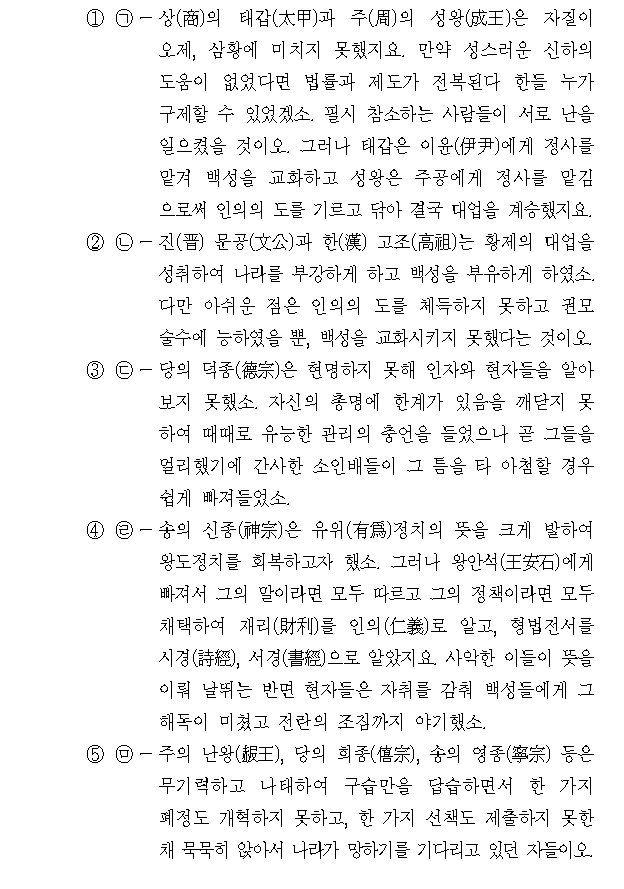 ① ㉠ － 상(商)의 태갑(太甲)과 주(周)의 성왕(成王)은 자질이
오제, 삼황에 미치지 못했지요. 만약 성스러운 신하의
도움이 없었다면 법률과 제도가 전복된다 한들 누가
구제할 수 있었겠소. 필시 참소하는 사람들이 서로 난을
일으켰을 것이오. 그러나 태갑은 이윤(伊尹)에게 정사를
맡겨 백성을 교화하고 성왕은 주공에게 정사를 맡김
으로써 인의의 도를 기르고 닦아 결국 대업을 계승했지요.
② ㉡ － 진(晋) 문공(文公)과 한(漢) 고조(高祖)는 황제의 대업을
성취하여 나라를 부강하게 하고 백성을 부유하게 하였소.
다만 아쉬운 점은 인의의 도를 체득하지 못하고 권모
술수에 능하였을 뿐, 백성을 교화시키지 못했다는 것이오.
③ ㉢ － 당의 덕종(德宗)은 현명하지 못해 인자와 현자들을 알아
보지 못했소. 자신의 총명에 한계가 있음을 깨닫지 못
하여 때때로 유능한 관리의 충언을 들었으나 곧 그들을
멀리했기에 간사한 소인배들이 그 틈을 타 아첨할 경우
쉽게 빠져들었소.
④ ㉣ － 송의 신종(神宗)은 유위(有爲)정치의 뜻을 크게 발하여
왕도정치를 회복하고자 했소. 그러나 왕안석(王安石)에게
빠져서 그의 말이라면 모두 따르고 그의 정책이라면 모두
채택하여 재리(財利)를 인의(仁義)로 알고, 형법전서를
시경(詩經), 서경(書經)으로 알았지요. 사악한 이들이 뜻을
이뤄 날뛰는 반면 현자들은 자취를 감춰 백성들에게 그
해독이 미쳤고 전란의 조짐까지 야기했소.
⑤ ㉤ － 주의 난왕(赧王), 당의 희종(僖宗), 송의 영종(寧宗) 등은
무기력하고 나태하여 구습만을 답습하면서 한 가지
폐정도 개혁하지 못하고, 한 가지 선책도 제출하지 못한
채 묵묵히 앉아서 나라가 망하기를 기다리고 있던 자들이오.